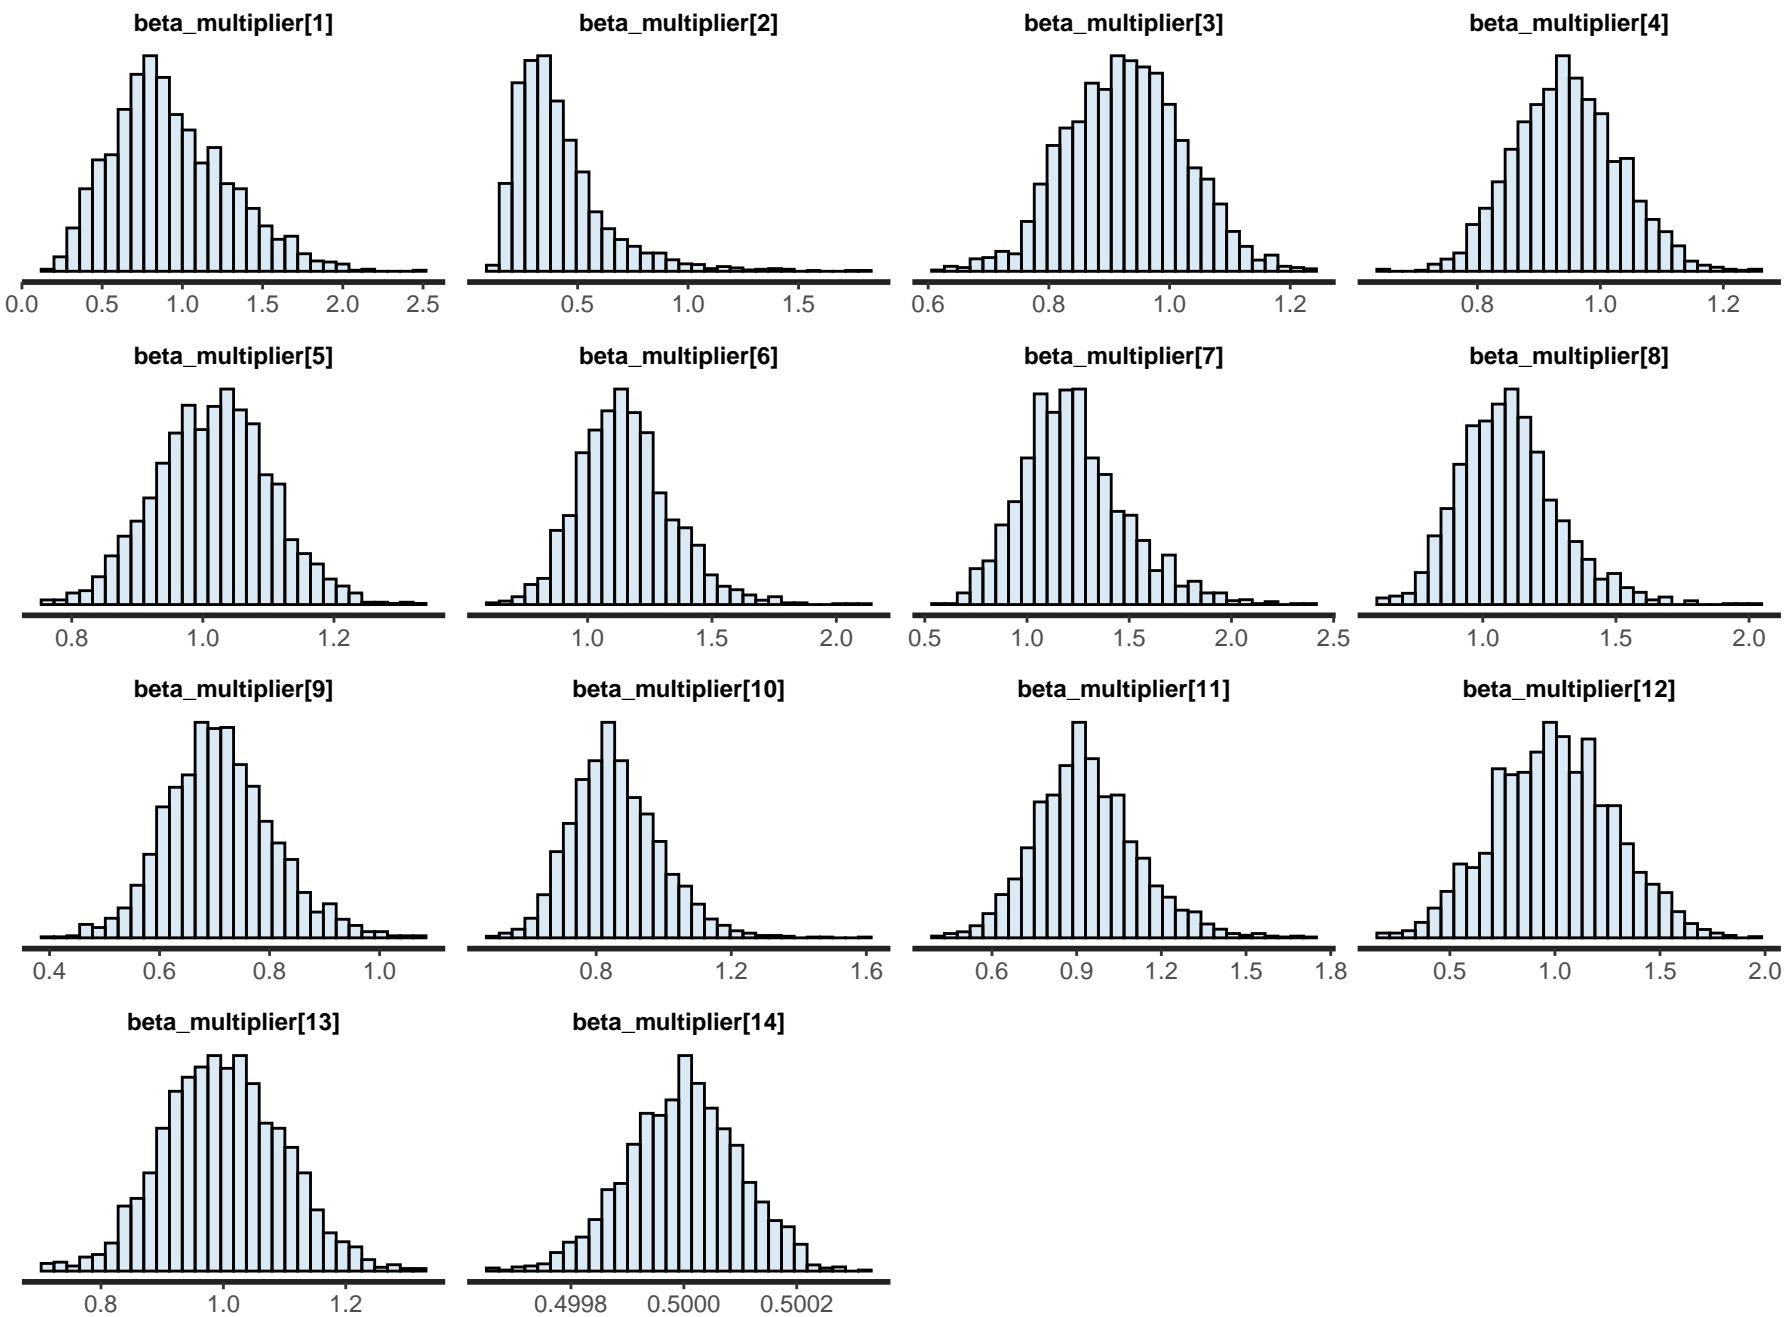 beta_multiplier[1] beta_multiplier[2] beta_multiplier[3] beta_multiplier[4]
0.0 0.5 1.0 1.5 2.0 2.5 0.5 1.0 1.5 0.6 0.8 1.0 1.2 0.8 1.0 1.2
beta_multiplier[5] beta_multiplier[6] beta_multiplier[7] beta_multiplier[8]
0.8 1.0 1.2 1.0 1.5 2.0 0.5 1.0 1.5 2.0 2.5 1.0 1.5 2.0
beta_multiplier[9] beta_multiplier[10] beta_multiplier[11] beta_multiplier[12]
0.4 0.6 0.8 1.0 0.8 1.2 1.6 0.6 0.9 1.2 1.5 1.8 0.5 1.0 1.5 2.0
beta_multiplier[13] beta_multiplier[14]
0.8 1.0 1.2 0.4998 0.5000 0.5002